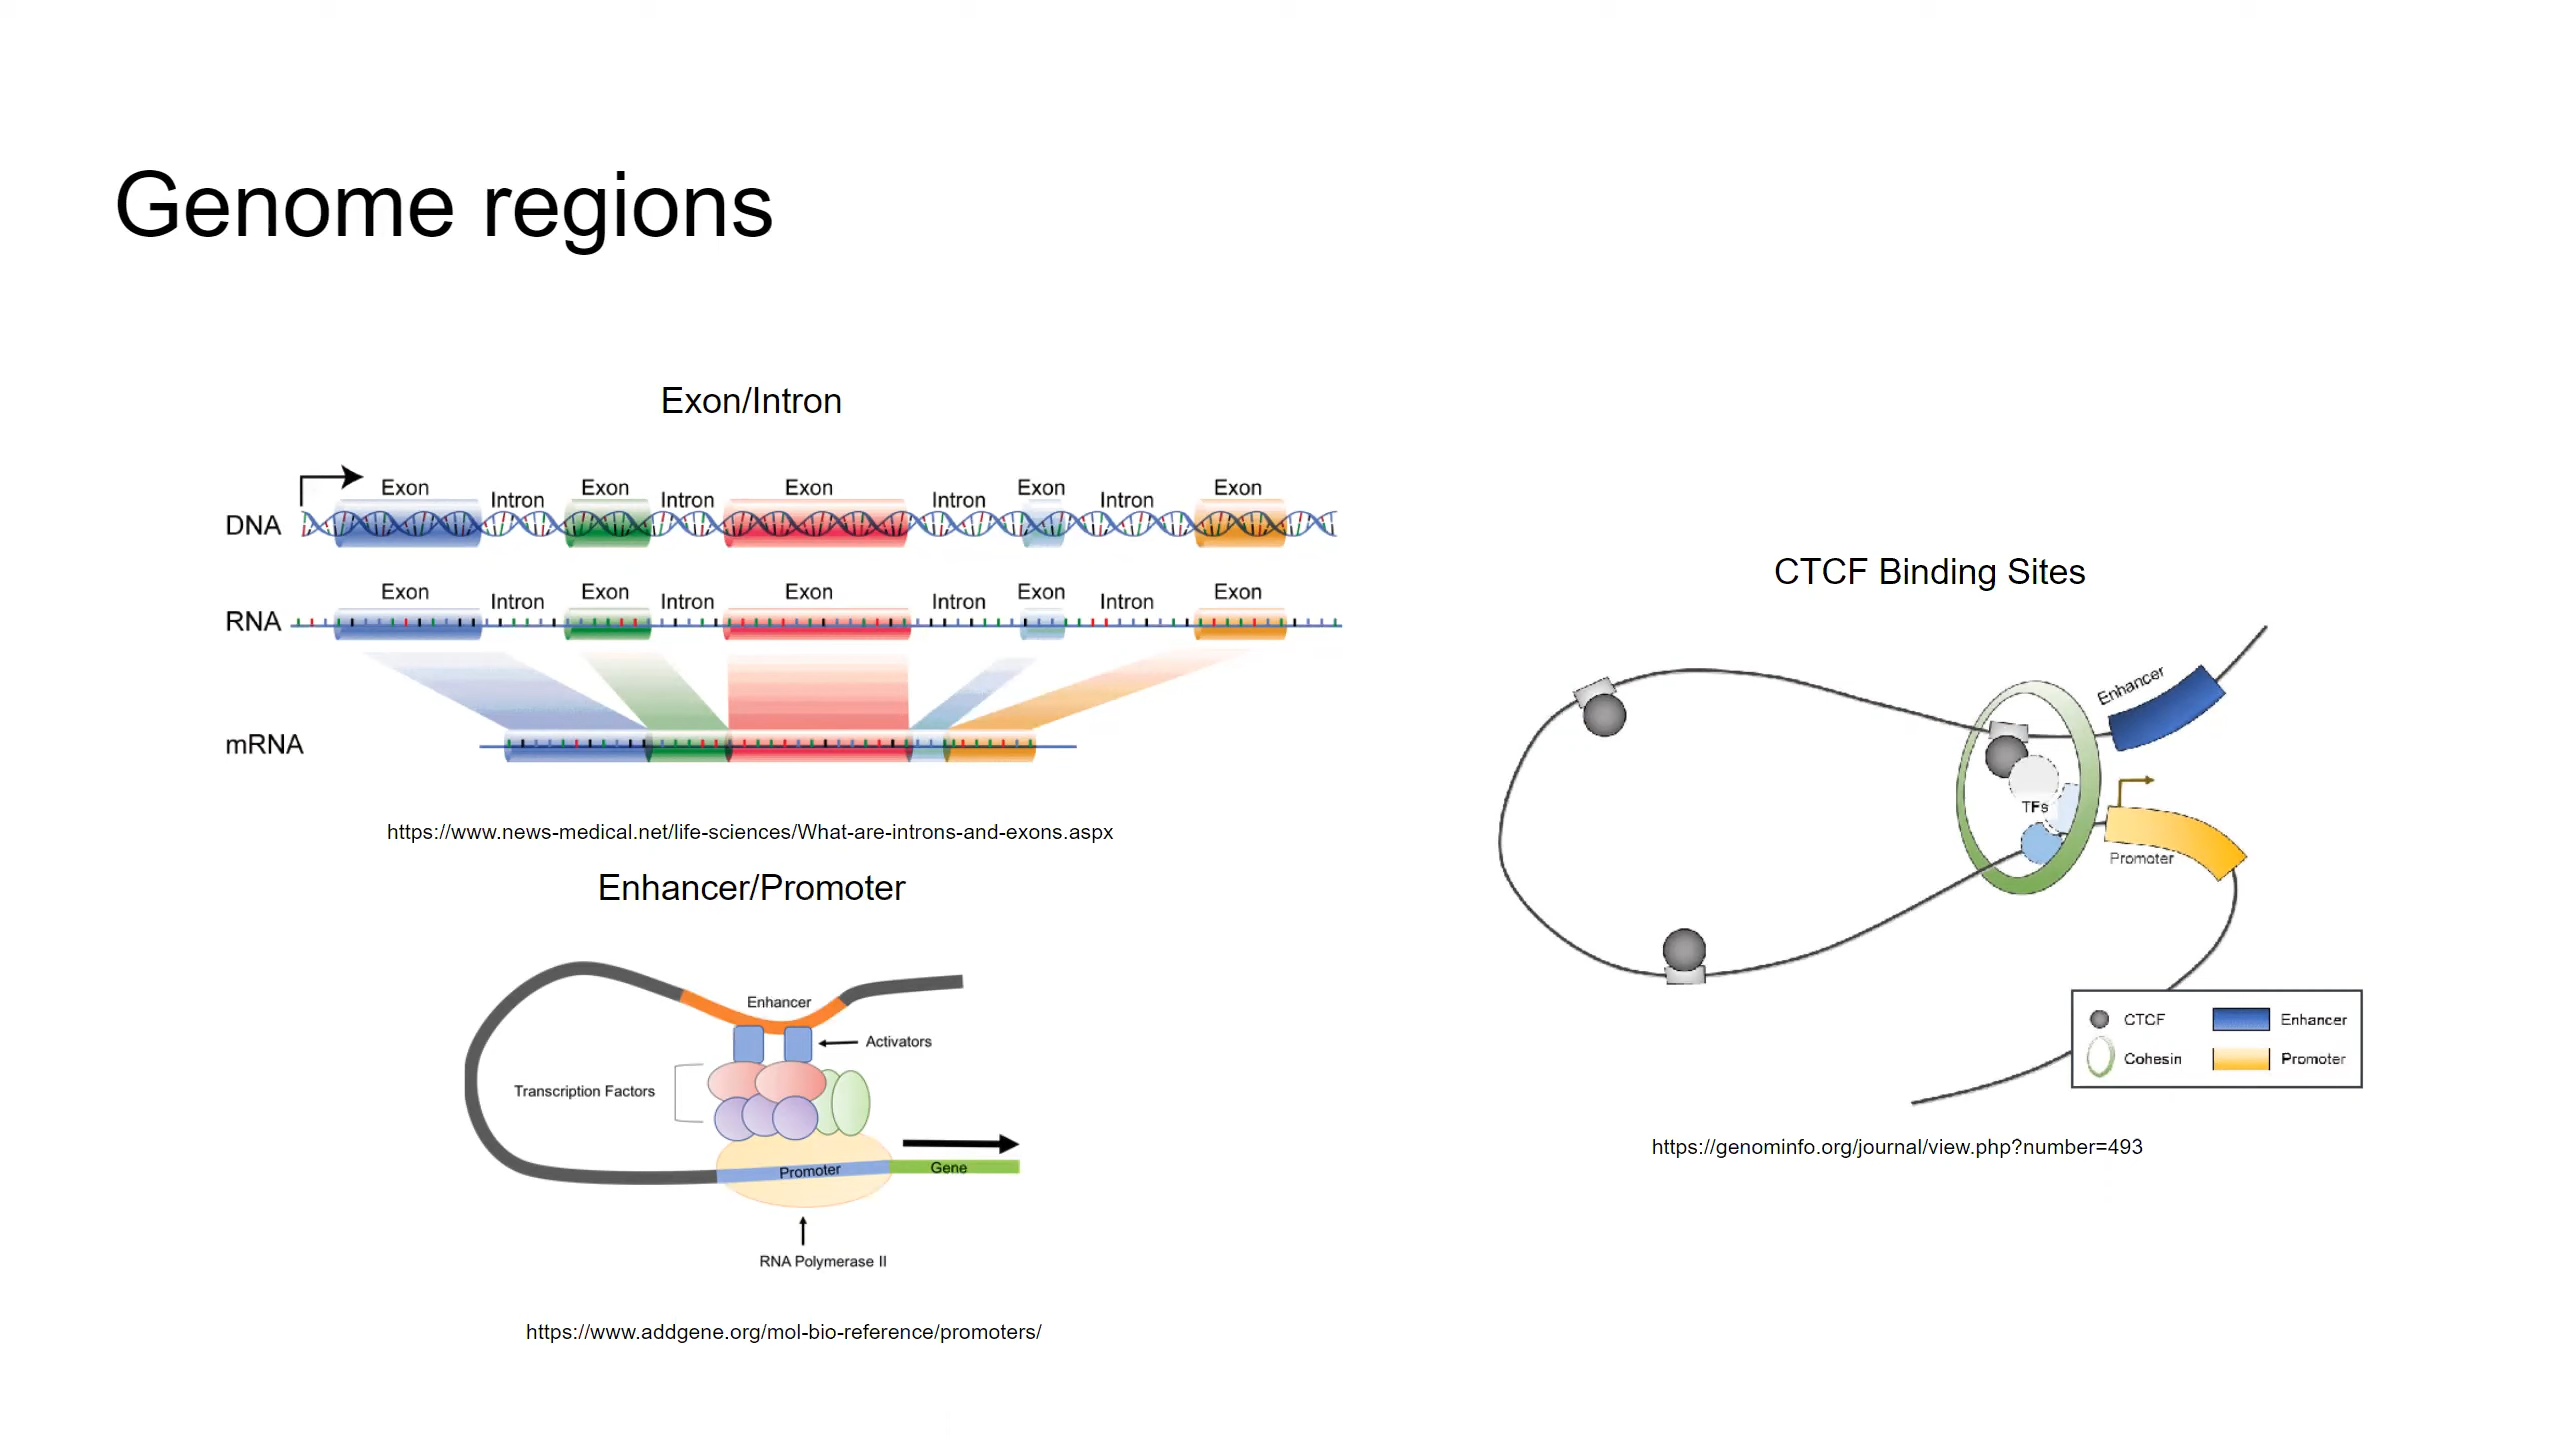 Genome regions
Exon/Intron
Exon Intron Exon Intron Exon Intron Exon Intron Exon
DNA
Exon Intron Exon Intron Exon Intron Exon Intron Exon
RNA
mRNA
https://www.news-medical.net/life-sciences/What-are-introns-and-exons.aspx
Enhancer/Promoter
Enhancer
Activators
Transcription Factors
Promoter
Gene
RNA Polymerase II
https://www.addgene.org/mol-bio-reference/promoters/
CTCF Binding Sites
Enhancer
TFs
Promoter
CTCF Enhancer
Cohesin Promoter
https://genominfo.org/journal/view.php?number=493